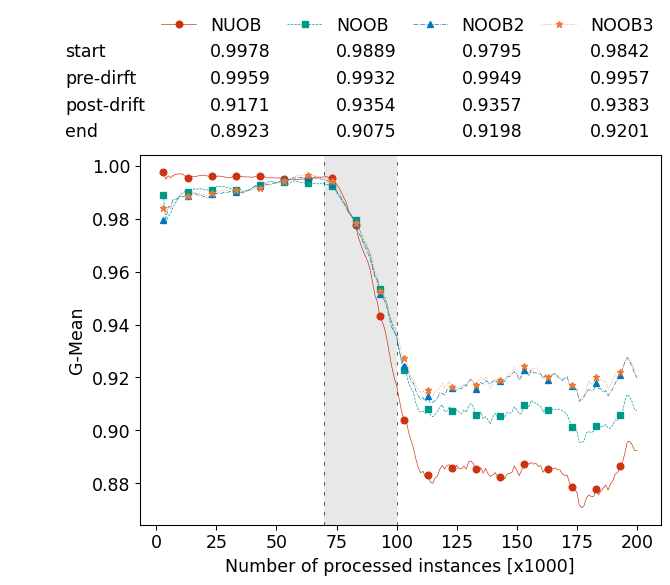 NUOB NOOB NOOB2 NOOB3
start 0.9978 0.9889 0.9795 0.9842
pre-dirft 0.9959 0.9932 0.9949 0.9957
post-drift 0.9171 0.9354 0.9357 0.9383
end 0.8923 0.9075 0.9198 0.9201
1.00
0.98
0.96
0.94
0.92
0.90
0.88
G-Mean
0 25 50 75 100 125 150 175 200
Number of processed instances [x1000]